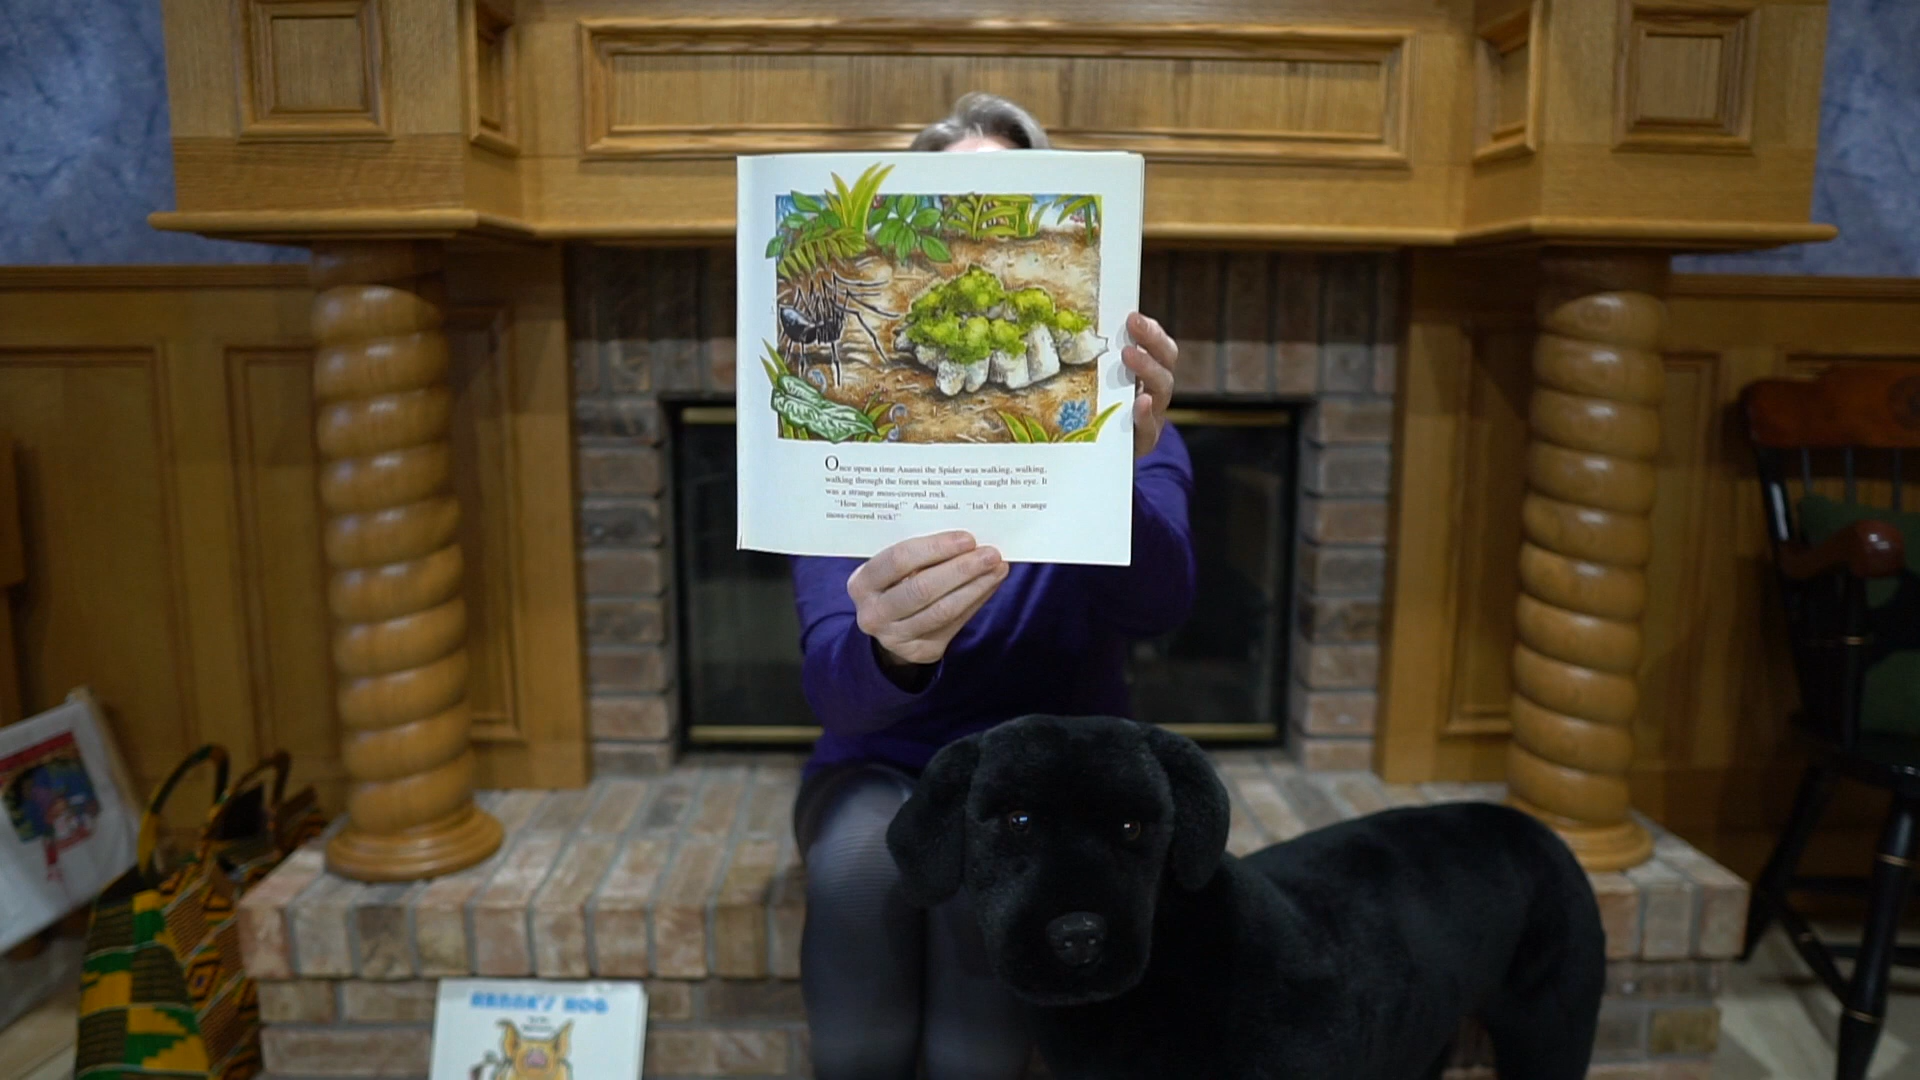 Once upon a time Anansi the Spider was walking, walking,
walking through the forest when something caught his eye. It
was a strange moss-covered rock.
"How interesting!" Anansi said. "Isn't this a strange
moss-covered rock!"
HOG